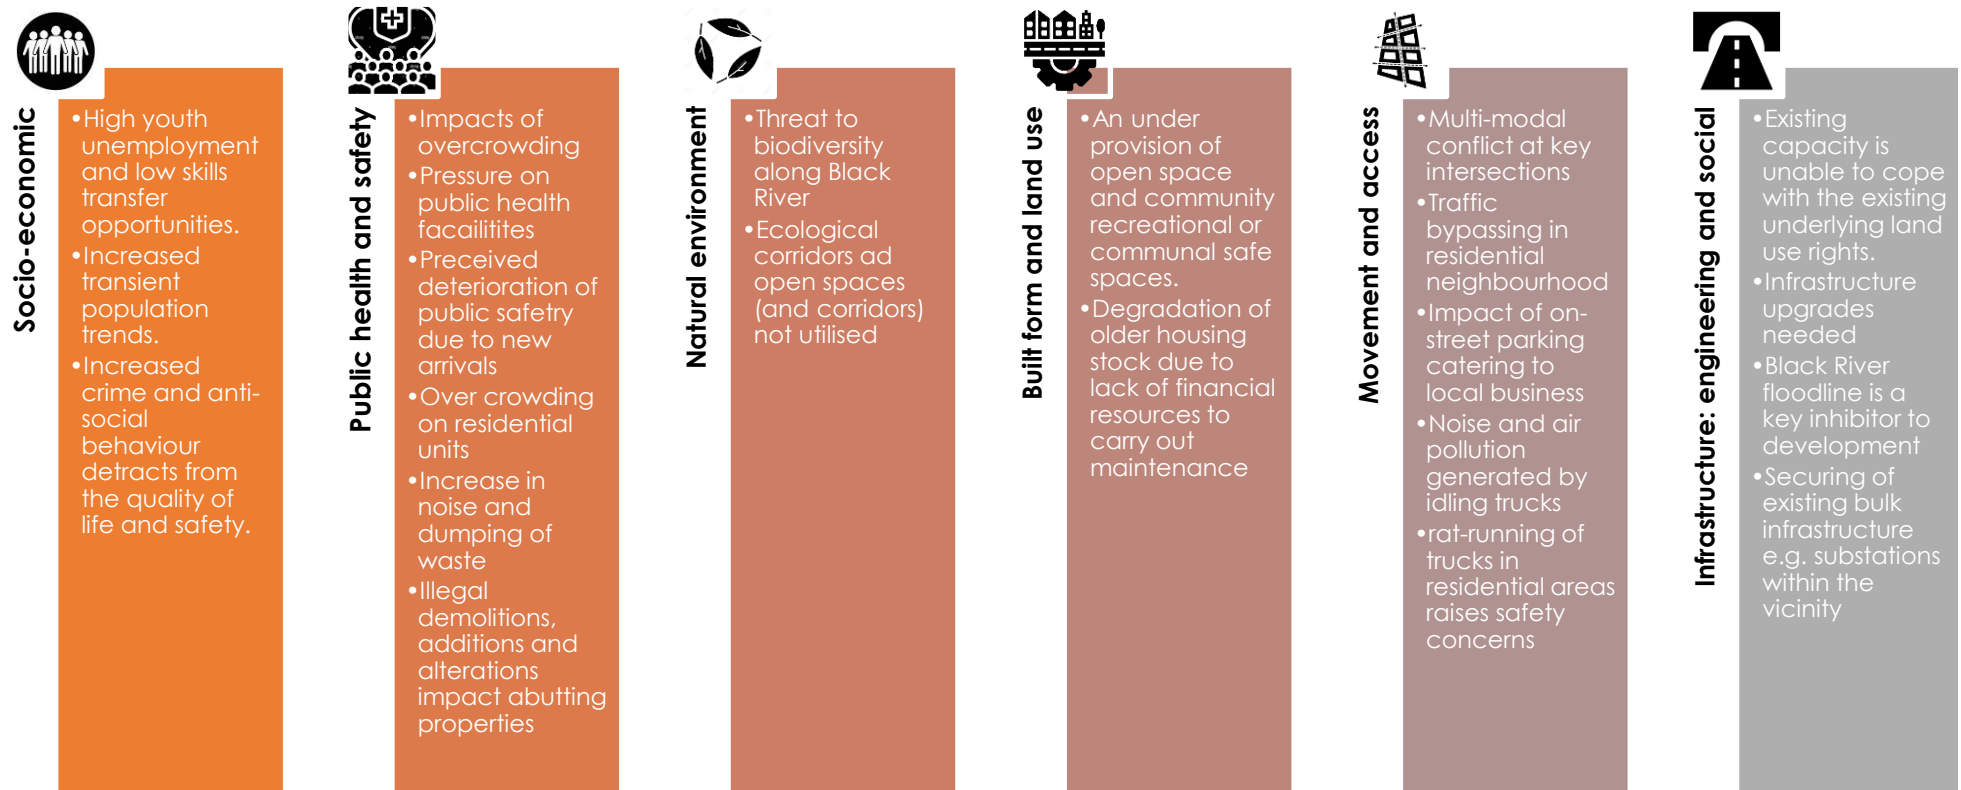 Socio-economic
•High youth
unemployment
and low skills
transfer
opportunities.
•Increased
transient
population
trends.
•Increased
crime and anti-
social
behaviour
detracts from
the quality of
life and safety.
Public health and safety
•Impacts of
overcrowding
•Pressure on
public health
facailitites
•Preceived
deterioration of
public safetry
due to new
arrivals
•Over crowding
on residential
units
•Increase in
noise and
dumping of
waste
•Illegal
demolitions,
additions and
alterations
impact abutting
properties
Natural environment
•Threat to
biodiversity
along Black
River
•Ecological
corridors ad
open spaces
(and corridors)
not utilised
Built form and land use
•An under
provision of
open space
and community
recreational or
communal safe
spaces.
•Degradation of
older housing
stock due to
lack of financial
resources to
carry out
maintenance
Movement and access
•Multi-modal
conflict at key
intersections
•Traffic
bypassing in
residential
neighbourhood
•Impact of on-
street parking
catering to
local business
•Noise and air
pollution
generated by
idling trucks
•rat-running of
trucks in
residential areas
raises safety
concerns
Infrastructure: engineering and social
•Existing
capacity is
unable to cope
with the existing
underlying land
use rights.
•Infrastructure
upgrades
needed
•Black River
floodline is a
key inhibitor to
development
•Securing of
existing bulk
infrastructure
e.g. substations
within the
vicinity